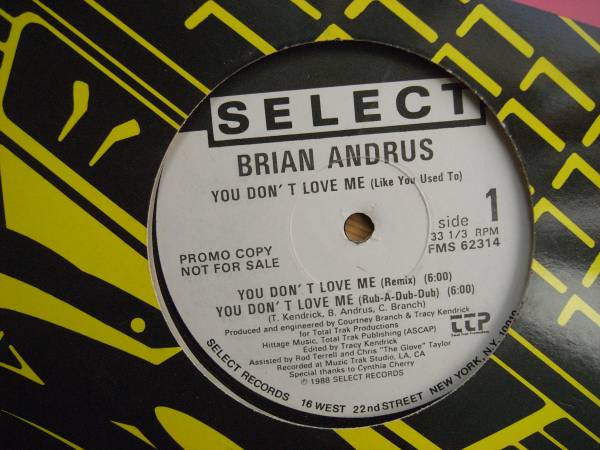 SELECT
BRIAN ANDRUS
YOU DON'T LOVE ME (Like You Used To)
side 1
33 1/3 RPM
FMS 62314
PROMO COPY
NOT FOR SALE
YOU DON'T LOVE ME (Remix) (6:00)
YOU DON'T LOVE ME (Rub-A-Dub-Dub) (6:00)
(T. Kendrick, B. Andrus, C. Branch)
Produced and engineered by Courtney Branch & Tracy Kendrick
for Total Trak Productions
Hittage Music, Total Trak Publishing (ASCAP)
Edited by Tracy Kendrick
Assisted by Rod Terrell and Chris "The Glove" Taylor
Recorded at Muzic Trak Studio, LA, CA
Special thanks to Cynthia Cherry
℗ 1988 SELECT RECORDS
TTP
Total Trak Productions
SELECT RECORDS 16 WEST 22nd STREET NEW YORK, N.Y. 10010